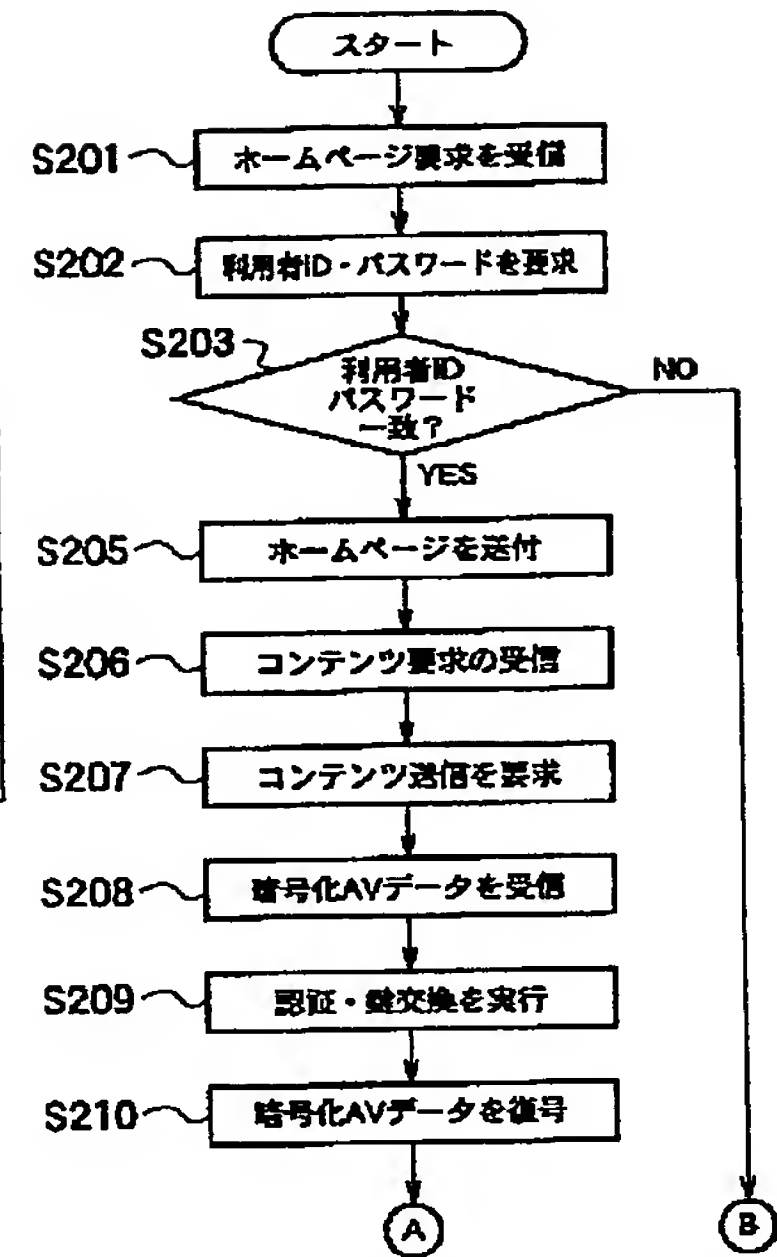 スタート
S201 ホームページ要求を受信
S202 利用者ID・パスワードを要求
S203
利用者ID
パスワード
一致?
NO
YES
S205 ホームページを送付
S206 コンテンツ要求の受信
S207 コンテンツ送信を要求
S208 暗号化AVデータを受信
S209 認証・鍵交換を実行
S210 暗号化AVデータを復号
A
B